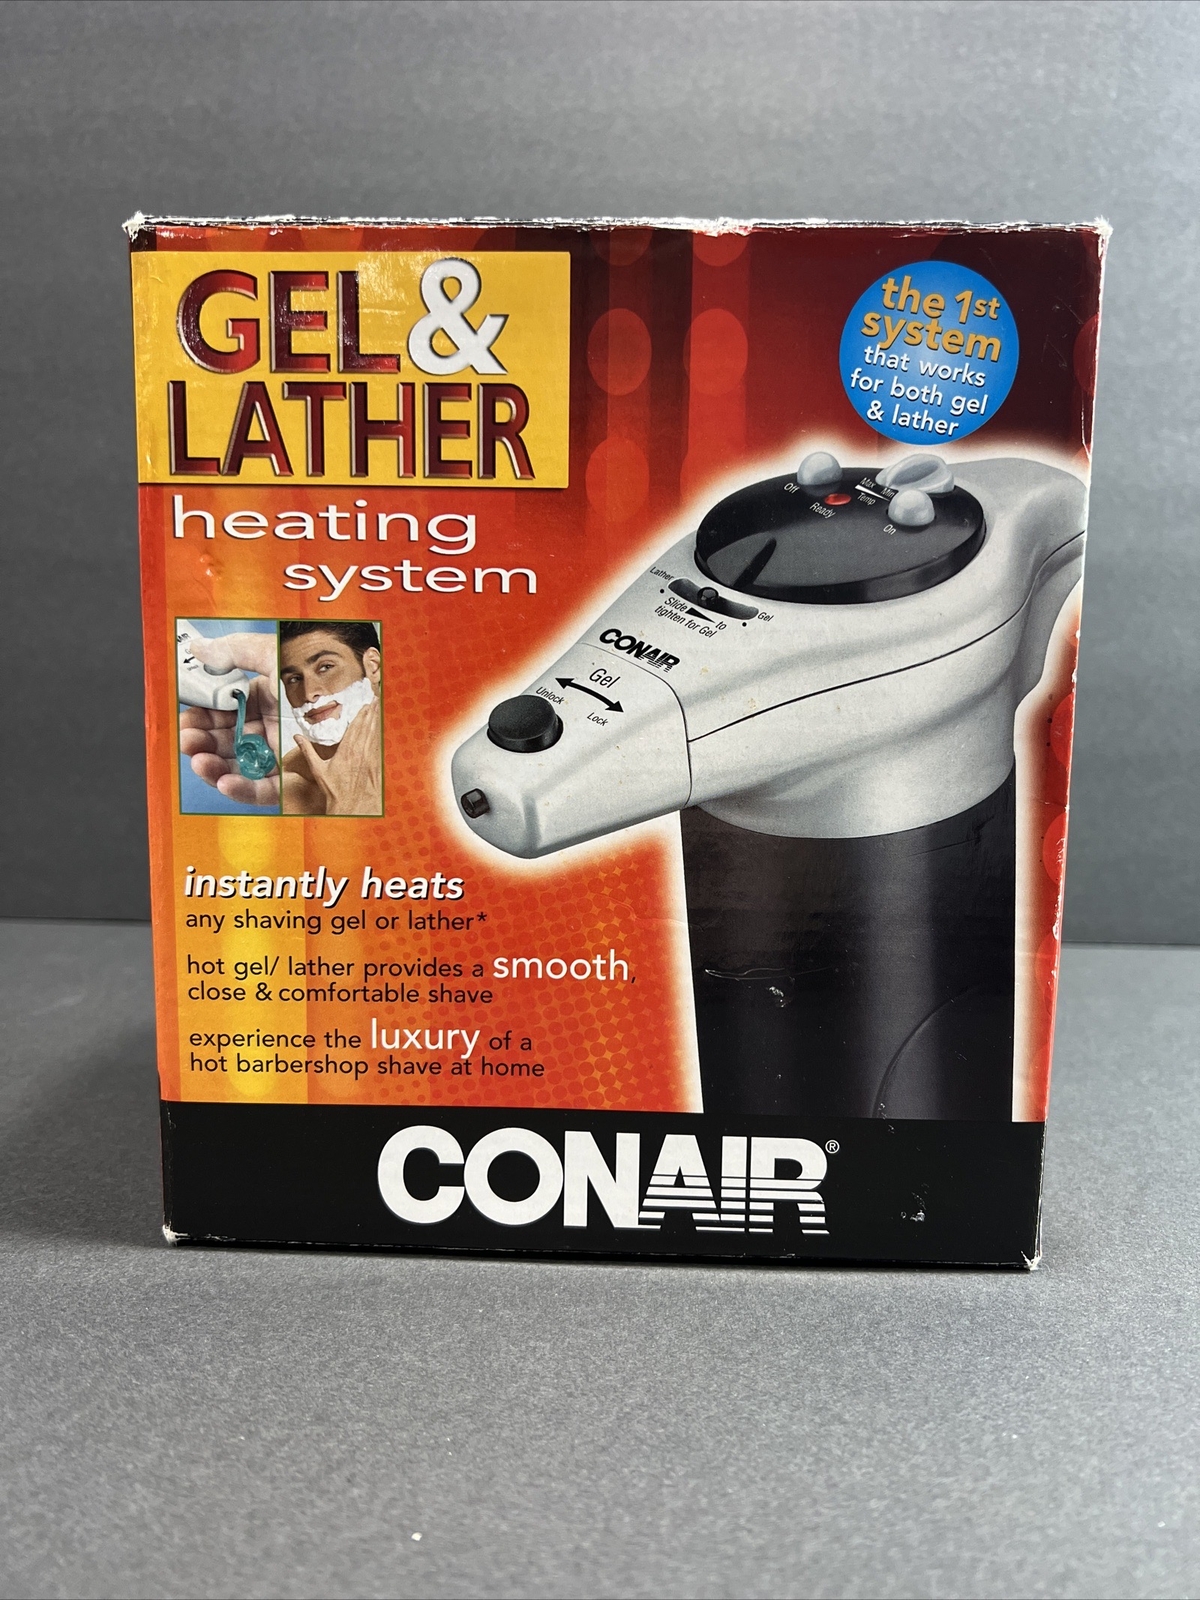 GEL &
LATHER
heating
system
the 1st
system
that works
for both gel
& lather
Off
Ready
Max Min
Temp
On
Lather
Gel
Slide to
tighten for Gel
CONAIR
Gel
Unlock
Lock
instantly heats
any shaving gel or lather*
hot gel/ lather provides a smooth,
close & comfortable shave
experience the luxury of a
hot barbershop shave at home
CONAIR®